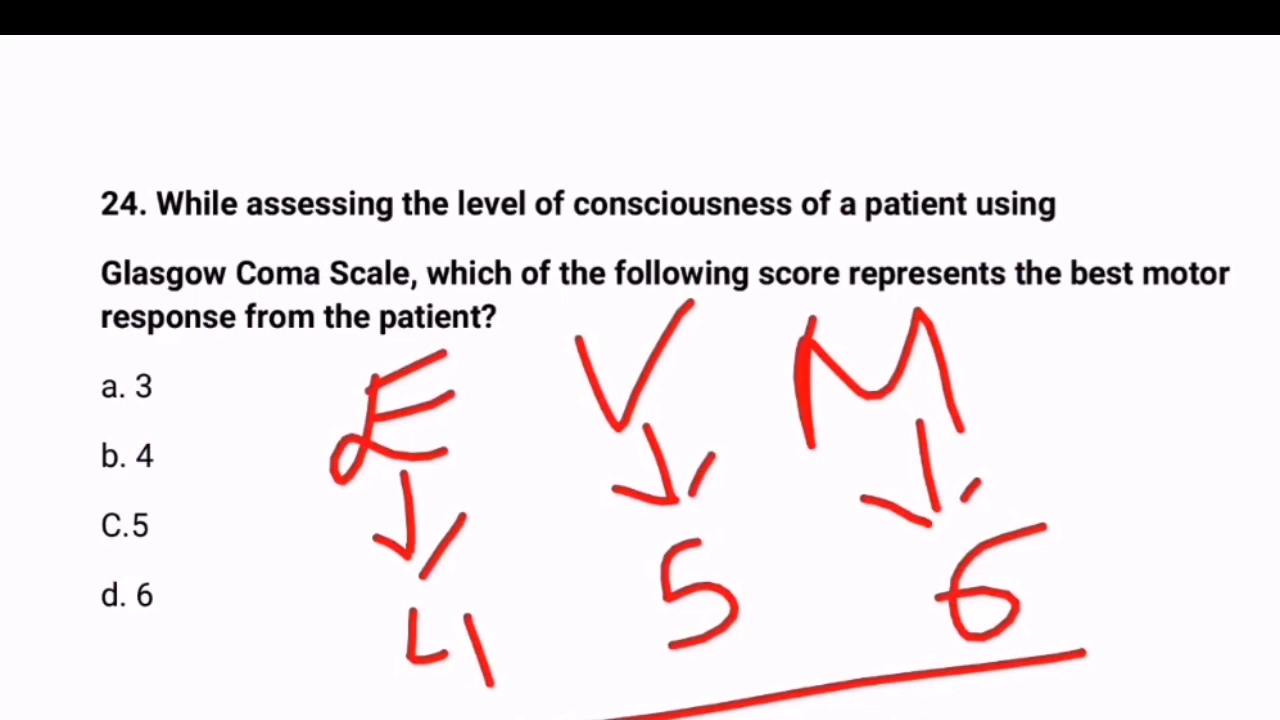 24. While assessing the level of consciousness of a patient using
Glasgow Coma Scale, which of the following score represents the best motor
response from the patient?
a. 3
b. 4
C.5
d. 6
E V M
4 5 6